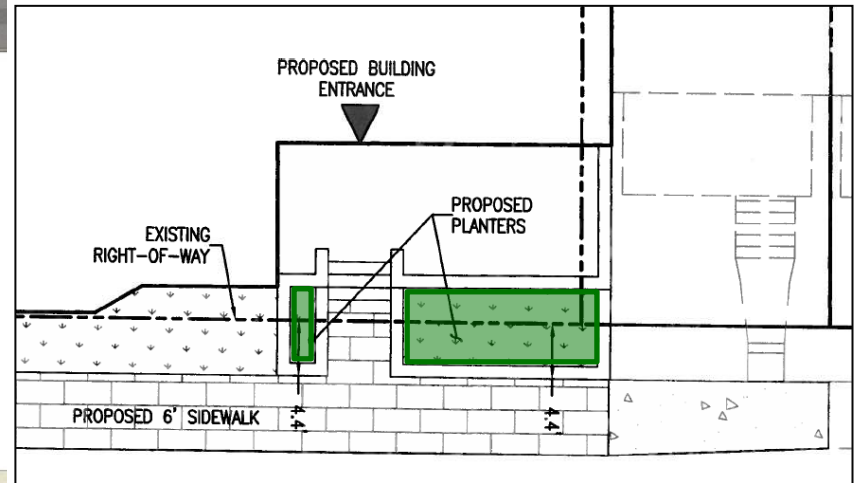 PROPOSED BUILDING
ENTRANCE
EXISTING
RIGHT-OF-WAY
PROPOSED
PLANTERS
PROPOSED 6' SIDEWALK
4.4'
4.4'